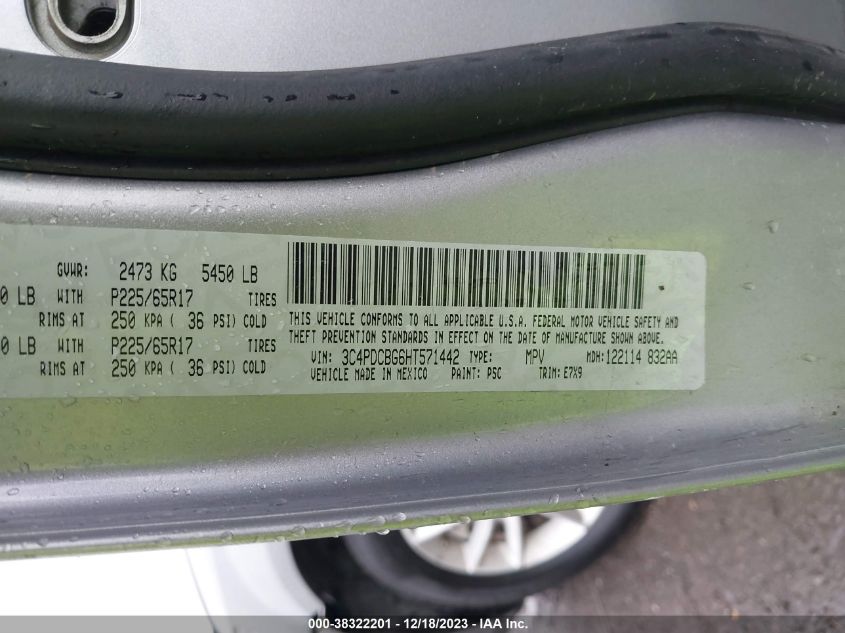 GVWR: 2473 KG 5450 LB
0 LB WITH P225/65R17 TIRES
RIMS AT 250 KPA ( 36 PSI) COLD
0 LB WITH P225/65R17 TIRES
RIMS AT 250 KPA ( 36 PSI) COLD
THIS VEHICLE CONFORMS TO ALL APPLICABLE U.S.A. FEDERAL MOTOR VEHICLE SAFETY AND
THEFT PREVENTION STANDARDS IN EFFECT ON THE DATE OF MANUFACTURE SHOWN ABOVE.
VIN: 3C4PDCBG6HT571442 TYPE: MPV MDH: 122114 832AA
VEHICLE MADE IN MEXICO PAINT: PSC TRIM: E7X9
000-38322201 - 12/18/2023 - IAA Inc.